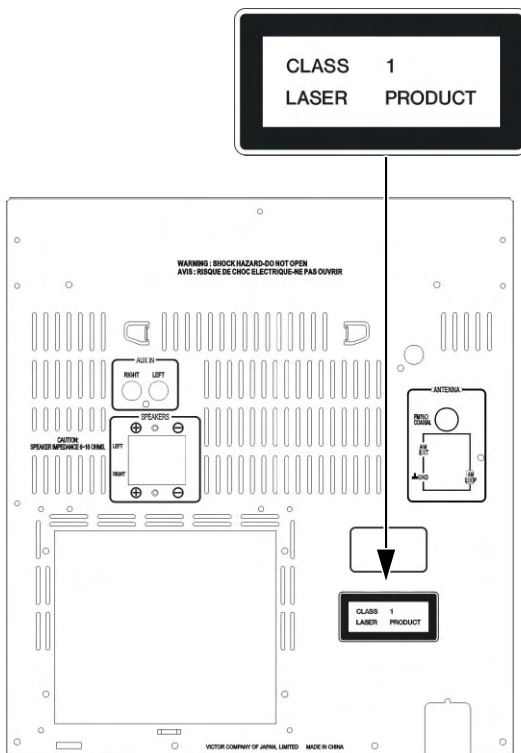 CLASS 1
LASER PRODUCT
WARNING : SHOCK HAZARD-DO NOT OPEN
AVIS : RISQUE DE CHOC ELECTRIQUE-NE PAS OUVRIR
AUX IN
RIGHT LEFT
SPEAKERS
CAUTION:
SPEAKER IMPEDANCE 6~16 OHMS.
LEFT
RIGHT
ANTENNA
COAXIAL
AM
EXT
GND
AM
LOOP
CLASS 1
LASER PRODUCT
VICTOR COMPANY OF JAPAN, LIMITED MADE IN CHINA